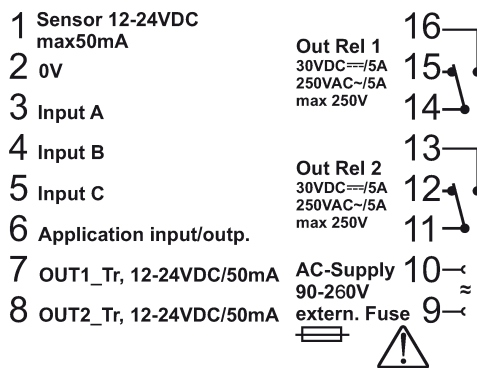 1 Sensor 12-24VDC
max50mA
2 0V
3 Input A
4 Input B
5 Input C
6 Application input/outp.
7 OUT1_Tr, 12-24VDC/50mA
8 OUT2_Tr, 12-24VDC/50mA
16
Out Rel 1
30VDC⎓/5A 15
250VAC~/5A
max 250V 14
13
Out Rel 2
30VDC⎓/5A 12
250VAC~/5A
max 250V 11
AC-Supply 10
90-260V ≈
extern. Fuse 9
!